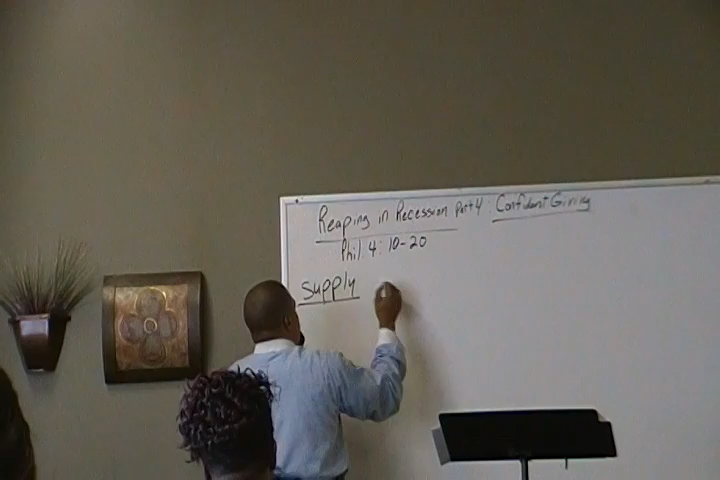 Reaping in Recession part 4 Confident Giving
Phil. 4: 10-20
Supply